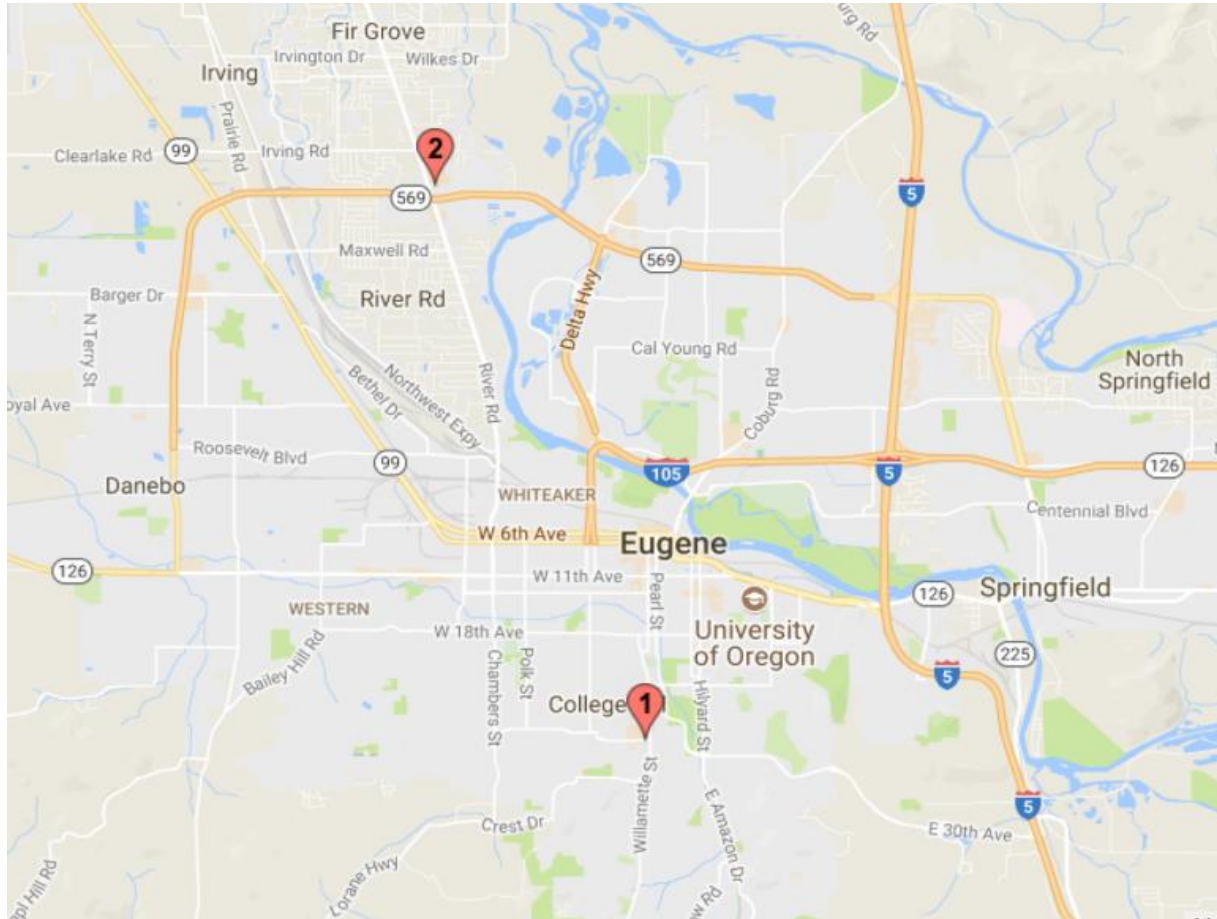 Fir Grove
Irvington Dr
Wilkes Dr
Irving
Prairie Rd
Clearlake Rd
99
Irving Rd
2
569
5
Maxwell Rd
569
Barger Dr
River Rd
Delta Hwy
N Terry St
Cal Young Rd
North
Springfield
Bethel Dr
Northwest Expy
River Rd
Coburg Rd
Roosevelt Blvd
99
105
5
126
Danebo
WHITEAKER
Centennial Blvd
W 6th Ave
Eugene
126
W 11th Ave
Pearl St
126
Springfield
WESTERN
W 18th Ave
University
of Oregon
225
Bailey Hill Rd
Chambers St
Polk St
Hilyard St
5
College
1
Willamette St
E Amazon Dr
Crest Dr
5
E 30th Ave
Lorane Hwy